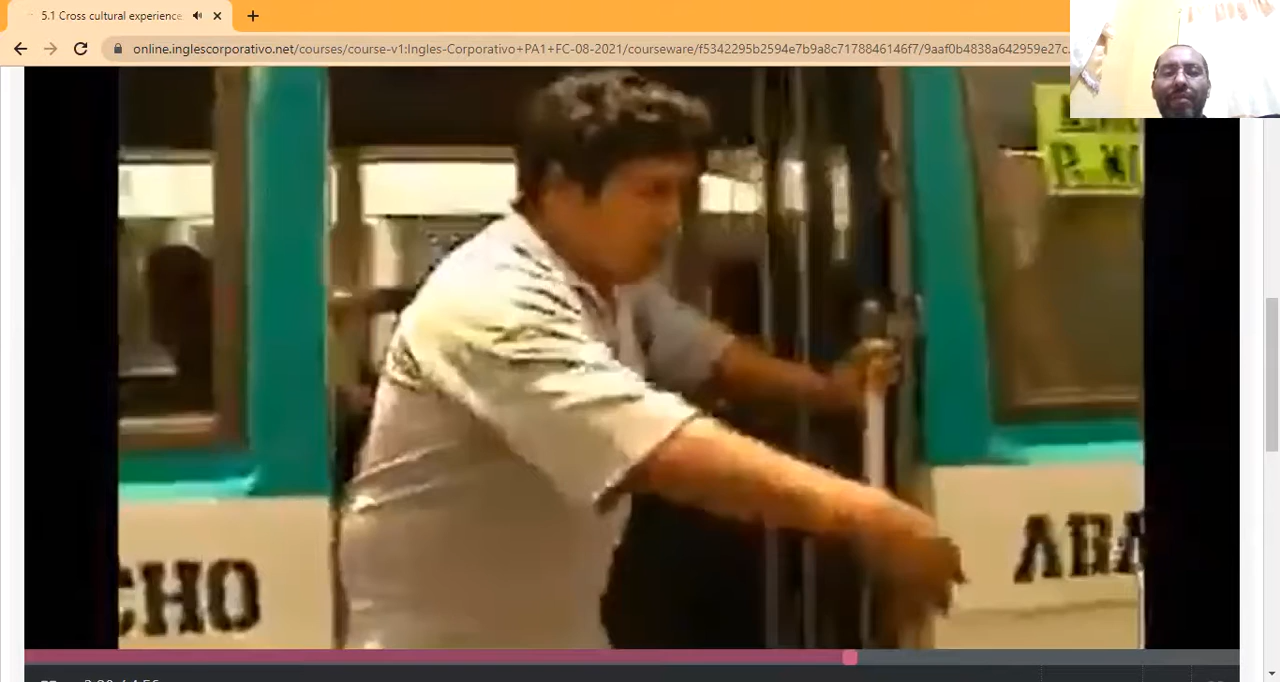 5.1 Cross cultural experience
online.inglescorporativo.net/courses/course-v1:Ingles-Corporativo+PA1+FC-08-2021/courseware/f5342295b2594e7b9a8c7178846146f7/9aaf0b4838a642959e27c
CHO
ABA